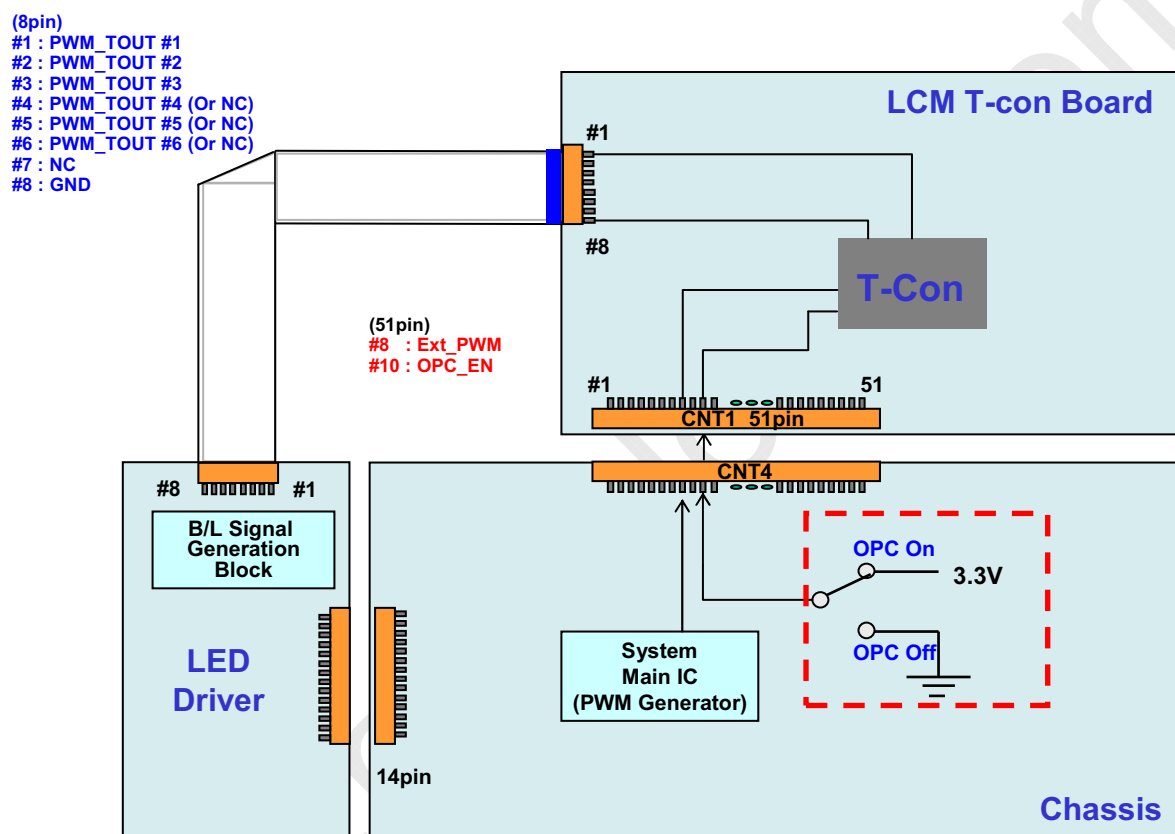 (8pin)
#1 : PWM_TOUT #1
#2 : PWM_TOUT #2
#3 : PWM_TOUT #3
#4 : PWM_TOUT #4 (Or NC)
#5 : PWM_TOUT #5 (Or NC)
#6 : PWM_TOUT #6 (Or NC)
#7 : NC
#8 : GND
LCM T-con Board
#1
#8
T-Con
(51pin)
#8 : Ext_PWM
#10 : OPC_EN
#1
51
CNT1 51pin
CNT4
#8
#1
B/L Signal
Generation
Block
OPC On
3.3V
OPC Off
System
Main IC
(PWM Generator)
LED
Driver
14pin
Chassis